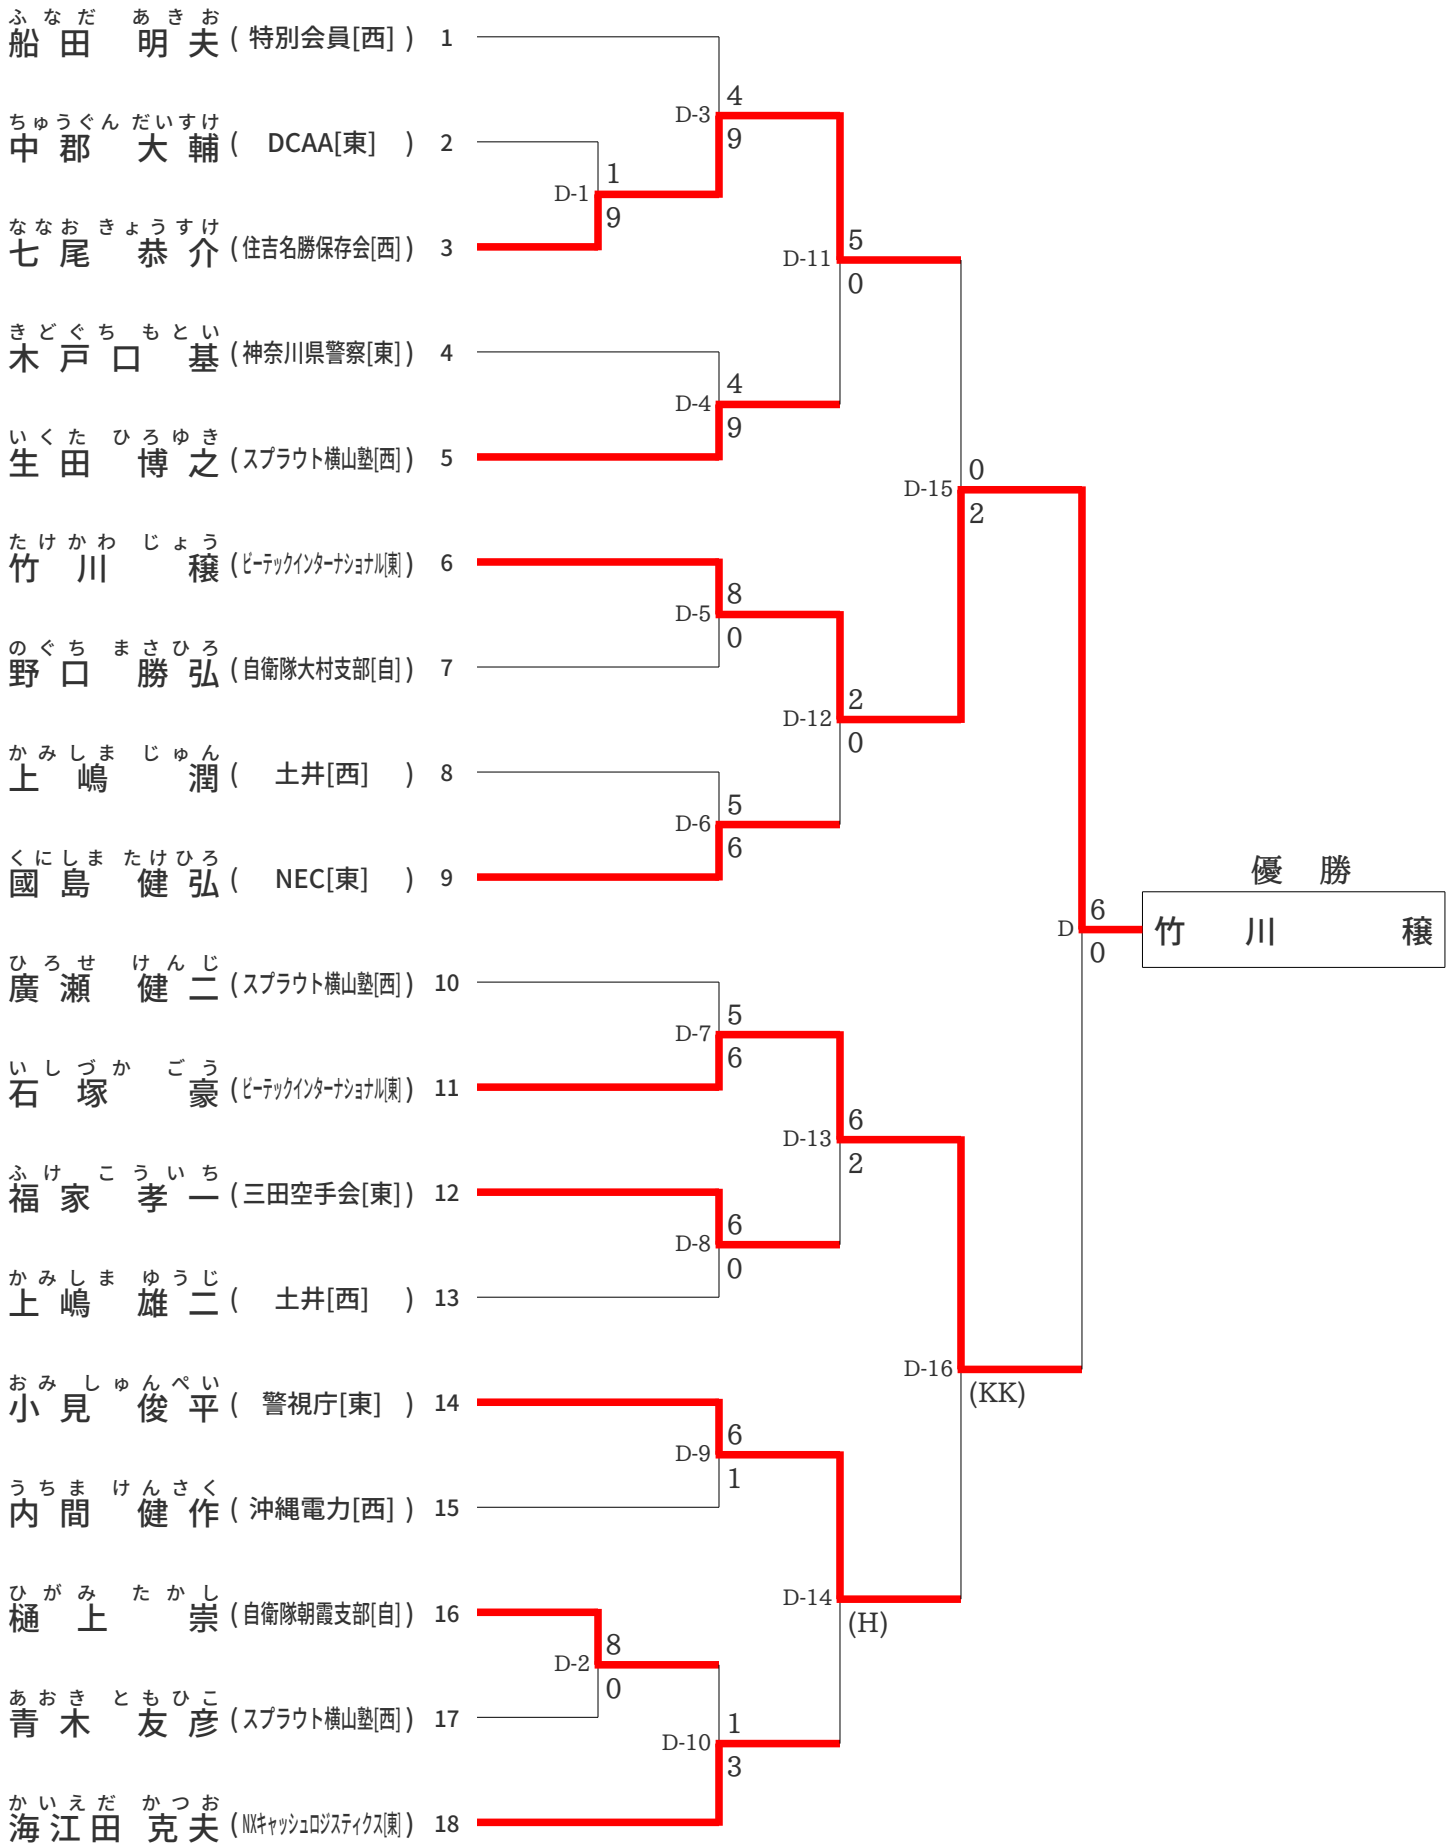 ふなだ あきお
船田 明夫 ( 特別会員[西] ) 1
ちゅうぐん だいすけ
中郡 大輔 ( DCAA[東] ) 2
ななお きょうすけ
七尾 恭介 ( 住吉名勝保存会[西] ) 3
きどぐち もとい
木戸口 基 ( 神奈川県警察[東] ) 4
いくた ひろゆき
生田 博之 ( スプラウト横山塾[西] ) 5
たけかわ じょう
竹川 穣 ( ビーテックインターナショナル[東] ) 6
のぐち まさひろ
野口 勝弘 ( 自衛隊大村支部[自] ) 7
かみしま じゅん
上嶋 潤 ( 土井[西] ) 8
くにしま たけひろ
國島 健弘 ( NEC[東] ) 9
ひろせ けんじ
廣瀬 健二 ( スプラウト横山塾[西] ) 10
いしづか ごう
石塚 豪 ( ビーテックインターナショナル[東] ) 11
ふけ こういち
福家 孝一 ( 三田空手会[東] ) 12
かみしま ゆうじ
上嶋 雄二 ( 土井[西] ) 13
おみ しゅんぺい
小見 俊平 ( 警視庁[東] ) 14
うちま けんさく
内間 健作 ( 沖縄電力[西] ) 15
ひがみ たかし
樋上 崇 ( 自衛隊朝霞支部[自] ) 16
あおき ともひこ
青木 友彦 ( スプラウト横山塾[西] ) 17
かいえだ かつお
海江田 克夫 ( NXキャッシュロジスティクス[東] ) 18
D-1
1
9
D-2
8
0
D-3
4
9
D-4
4
9
D-5
8
0
D-6
5
6
D-7
5
6
D-8
6
0
D-9
6
1
D-10
1
3
D-11
5
0
D-12
2
0
D-13
6
2
D-14
(H)
D-15
0
2
D-16
(KK)
D
6
0
優 勝
竹 川 穣